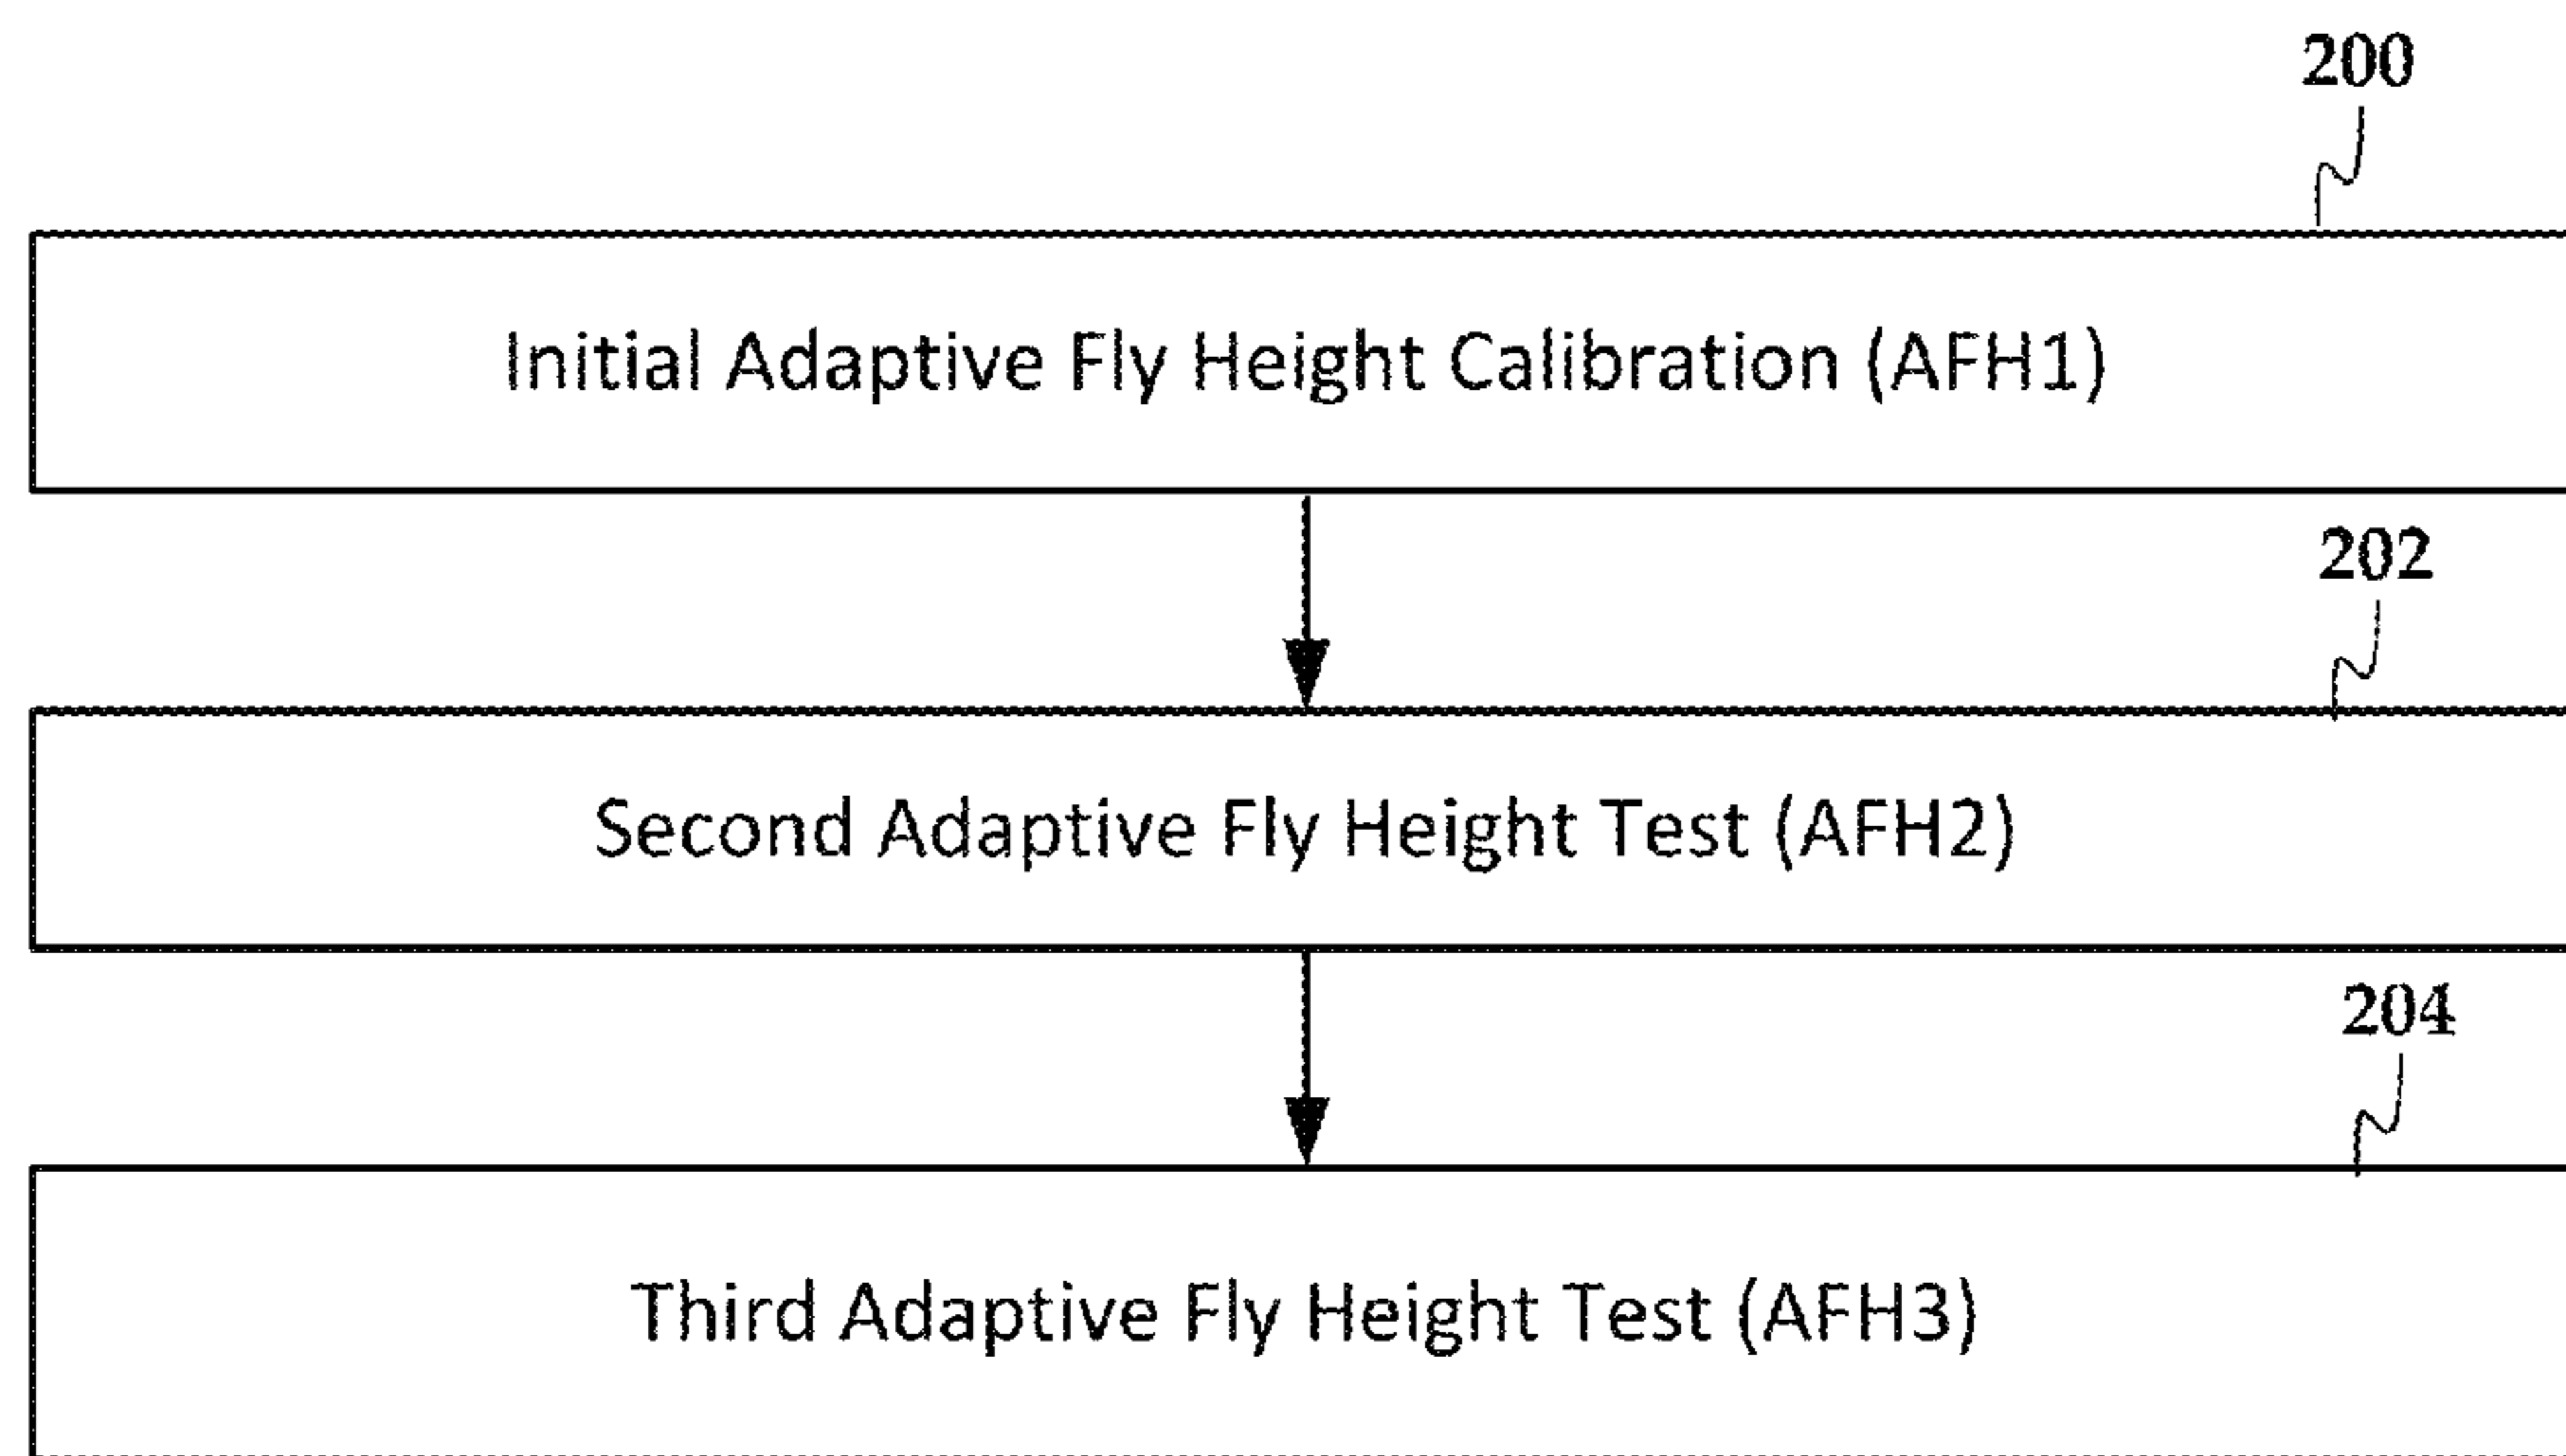 200
Initial Adaptive Fly Height Calibration (AFH1)
202
Second Adaptive Fly Height Test (AFH2)
204
Third Adaptive Fly Height Test (AFH3)